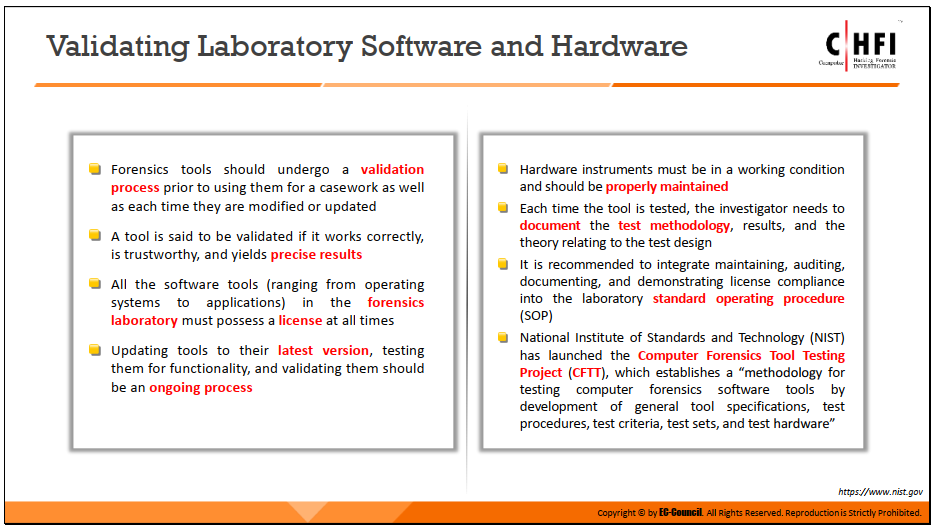 Validating Laboratory Software and Hardware
CHFI
Computer Hacking Forensic
INVESTIGATOR
Forensics tools should undergo a validation
process prior to using them for a casework as well
as each time they are modified or updated
A tool is said to be validated if it works correctly,
is trustworthy, and yields precise results
All the software tools (ranging from operating
systems to applications) in the forensics
laboratory must possess a license at all times
Updating tools to their latest version, testing
them for functionality, and validating them should
be an ongoing process
Hardware instruments must be in a working condition
and should be properly maintained
Each time the tool is tested, the investigator needs to
document the test methodology, results, and the
theory relating to the test design
It is recommended to integrate maintaining, auditing,
documenting, and demonstrating license compliance
into the laboratory standard operating procedure
(SOP)
National Institute of Standards and Technology (NIST)
has launched the Computer Forensics Tool Testing
Project (CFTT), which establishes a “methodology for
testing computer forensics software tools by
development of general tool specifications, test
procedures, test criteria, test sets, and test hardware”
https://www.nist.gov
Copyright © by EC-Council. All Rights Reserved. Reproduction is Strictly Prohibited.